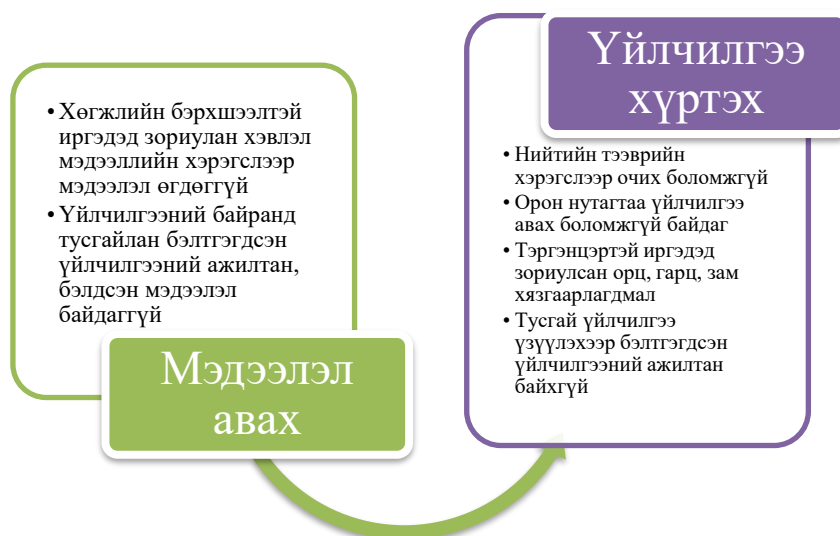 • Хөгжлийн бэрхшээлтэй
иргэдэд зориулан хэвлэл
мэдээллийн хэрэгслээр
мэдээлэл өгдөггүй
• Үйлчилгээний байранд
тусгайлан бэлтгэгдсэн
үйлчилгээний ажилтан,
бэлдсэн мэдээлэл
байдаггүй
Мэдээлэл
авах
Үйлчилгээ
хүртэх
• Нийтийн тээврийн
хэрэгслээр очих боломжгүй
• Орон нутагтаа үйлчилгээ
авах боломжгүй байдаг
• Тэргэнцэртэй иргэдэд
зориулсан орц, гарц, зам
хязгаарлагдмал
• Тусгай үйлчилгээ
үзүүлэхээр бэлтгэгдсэн
үйлчилгээний ажилтан
байхгүй